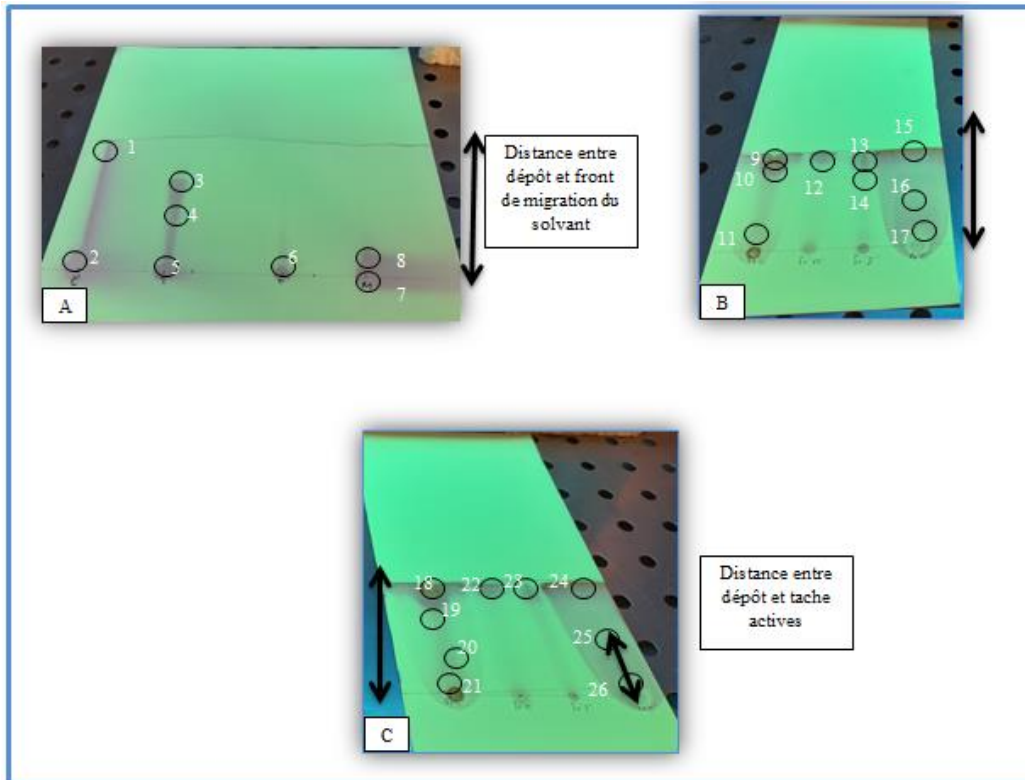 1
3
4
2
5
6
8
7
A
Distance entre
dépôt et front
de migration du
solvant
15
9
13
10
12
14
16
11
17
B
18
22
23
24
19
25
20
21
26
C
Distance entre
dépôt et tache
actives